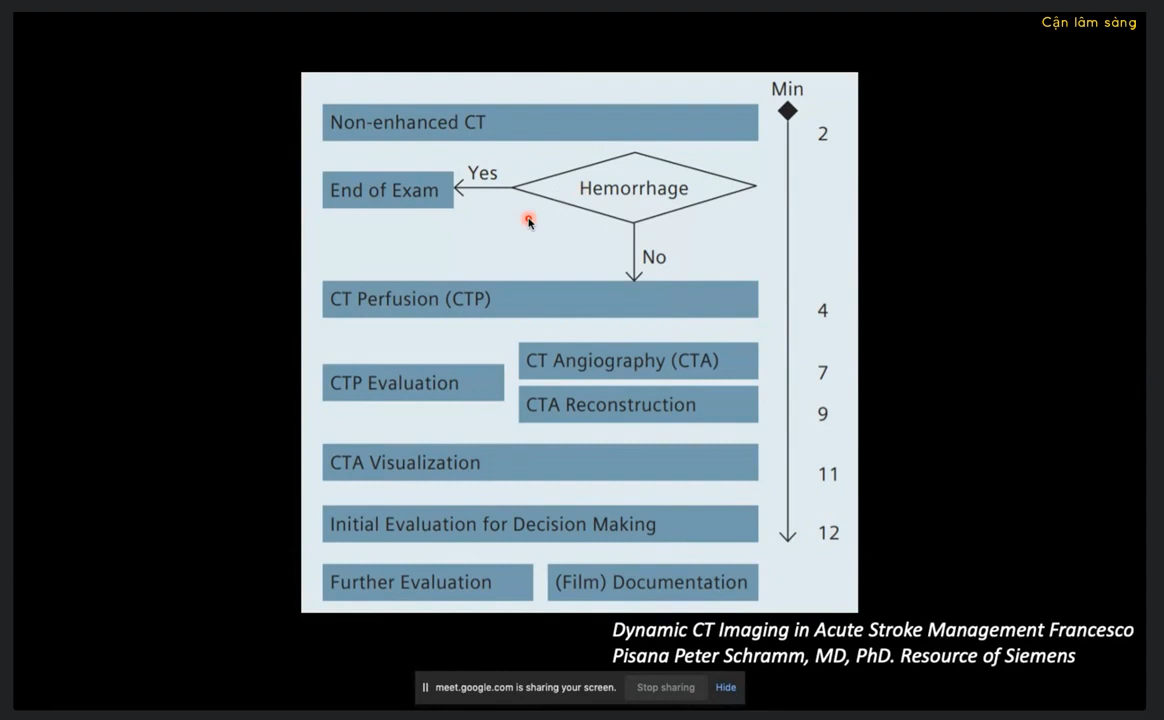 Cận lâm sàng
Min
Non-enhanced CT
2
Yes
End of Exam
Hemorrhage
No
CT Perfusion (CTP)
4
CT Angiography (CTA)
7
CTP Evaluation
CTA Reconstruction
9
CTA Visualization
11
Initial Evaluation for Decision Making
12
Further Evaluation
(Film) Documentation
Dynamic CT Imaging in Acute Stroke Management Francesco
Pisana Peter Schramm, MD, PhD. Resource of Siemens
meet.google.com is sharing your screen.
Stop sharing
Hide